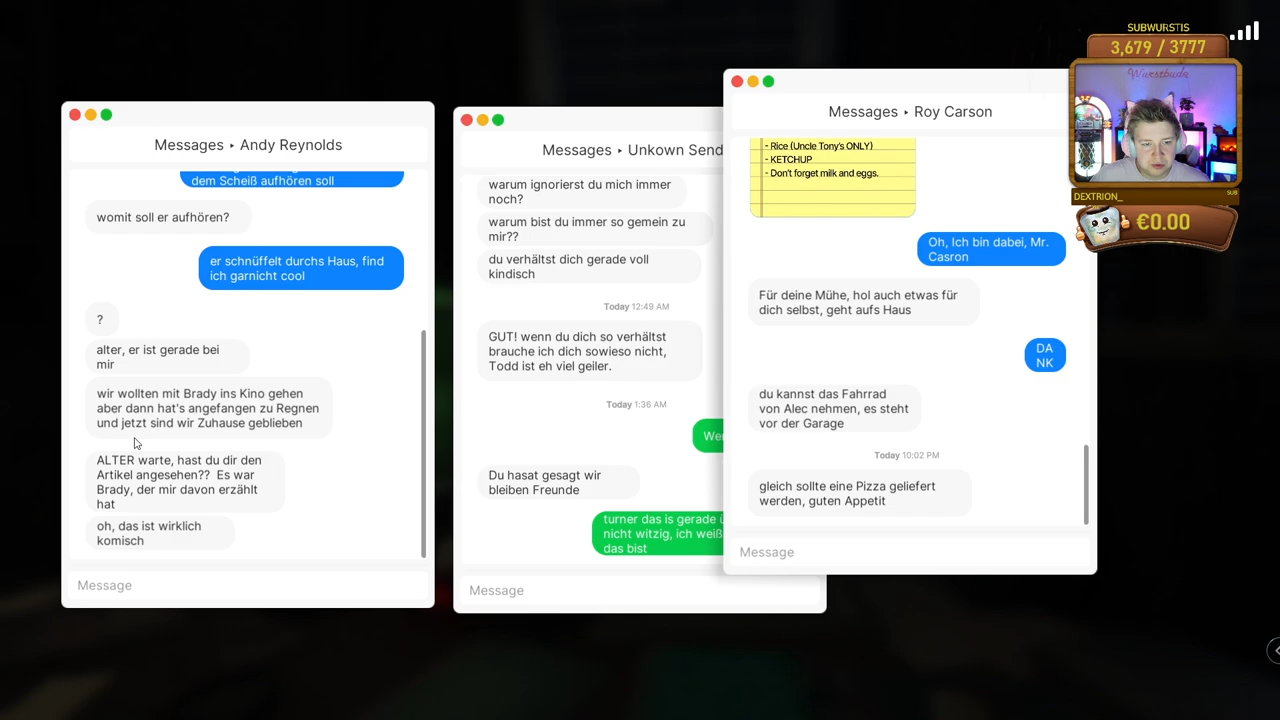 SUBWURSTIS
3,679 / 3777
Wurstbude
DEXTRION_
SUB
€0.00
Messages ▸ Andy Reynolds
dem Scheiß aufhören soll
womit soll er aufhören?
er schnüffelt durchs Haus, find
ich garnicht cool
?
alter, er ist gerade bei
mir
wir wollten mit Brady ins Kino gehen
aber dann hat's angefangen zu Regnen
und jetzt sind wir Zuhause geblieben
ALTER warte, hast du dir den
Artikel angesehen?? Es war
Brady, der mir davon erzählt
hat
oh, das ist wirklich
komisch
Message
Messages ▸ Unkown Send
warum ignorierst du mich immer
noch?
warum bist du immer so gemein zu
mir??
du verhältst dich gerade voll
kindisch
Today 12:49 AM
GUT! wenn du dich so verhältst
brauche ich dich sowieso nicht,
Todd ist eh viel geiler.
Today 1:36 AM
We
Du hasat gesagt wir
bleiben Freunde
turner das is gerade
nicht witzig, ich weiß
das bist
Message
Messages ▸ Roy Carson
- Rice (Uncle Tony's ONLY)
- KETCHUP
- Don't forget milk and eggs.
Oh, Ich bin dabei, Mr.
Casron
Für deine Mühe, hol auch etwas für
dich selbst, geht aufs Haus
DA
NK
du kannst das Fahrrad
von Alec nehmen, es steht
vor der Garage
Today 10:02 PM
gleich sollte eine Pizza geliefert
werden, guten Appetit
Message